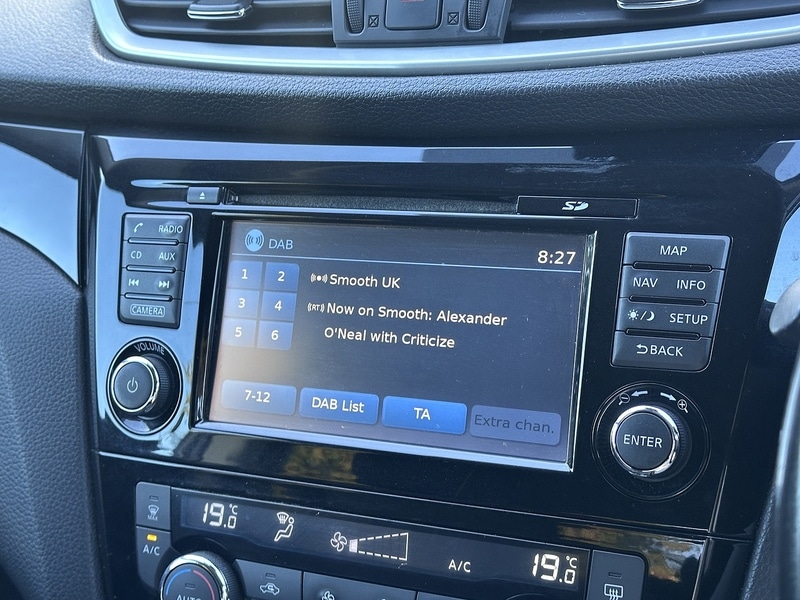 SD
RADIO
CD AUX
CAMERA
VOLUME
DAB 8:27
1 2
3 4
5 6
Smooth UK
(RT) Now on Smooth: Alexander
O'Neal with Criticize
7-12 DAB List TA Extra chan.
MAP
NAV INFO
SETUP
BACK
ENTER
MAX
A/C
19.0 °C
A/C
19.0 °C
AUTO